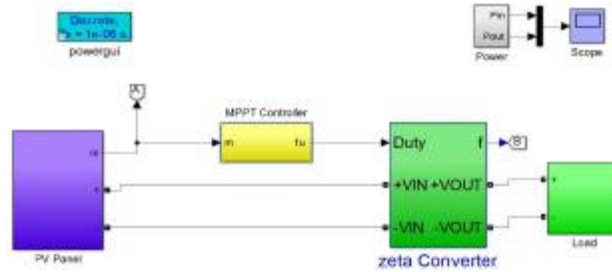 Discrete,
s = 1e-06 s
powergui
Pin
Pout
Power
Scope
A
MPPT Controller
m
m
fu
Duty
f
B
+
+VIN
+VOUT
+
-VIN
-VOUT
-
PV Panel
zeta Converter
Load